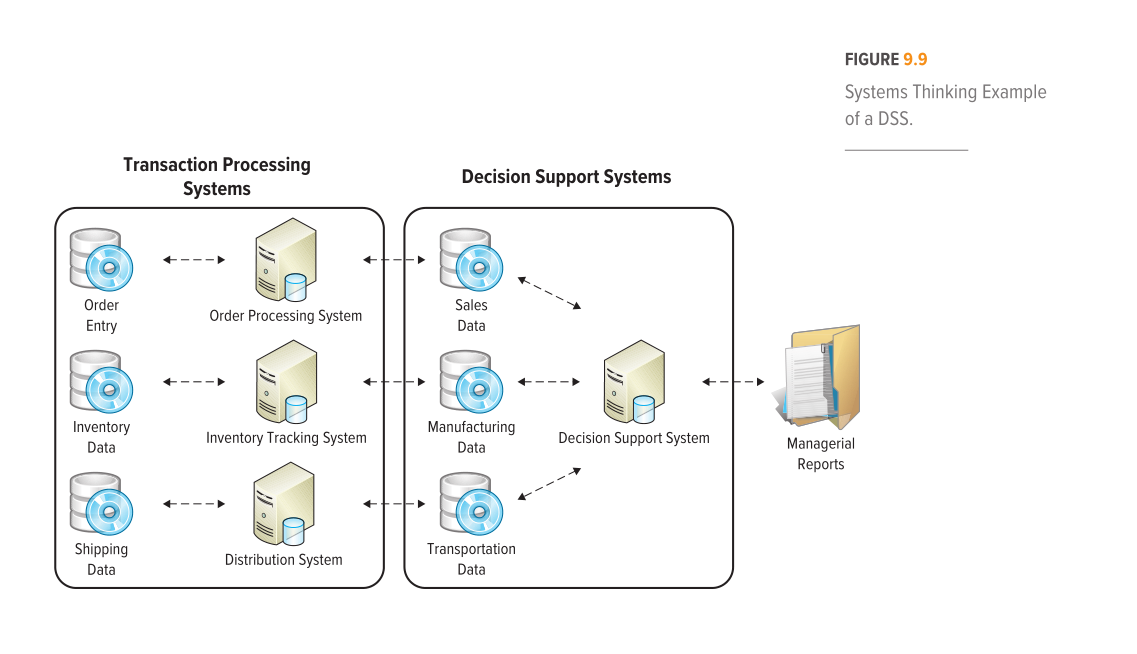 FIGURE 9.9
Systems Thinking Example
of a DSS.
Transaction Processing
Systems
Decision Support Systems
Order
Entry
Order Processing System
Sales
Data
Inventory
Data
Inventory Tracking System
Manufacturing
Data
Decision Support System
Managerial
Reports
Shipping
Data
Distribution System
Transportation
Data